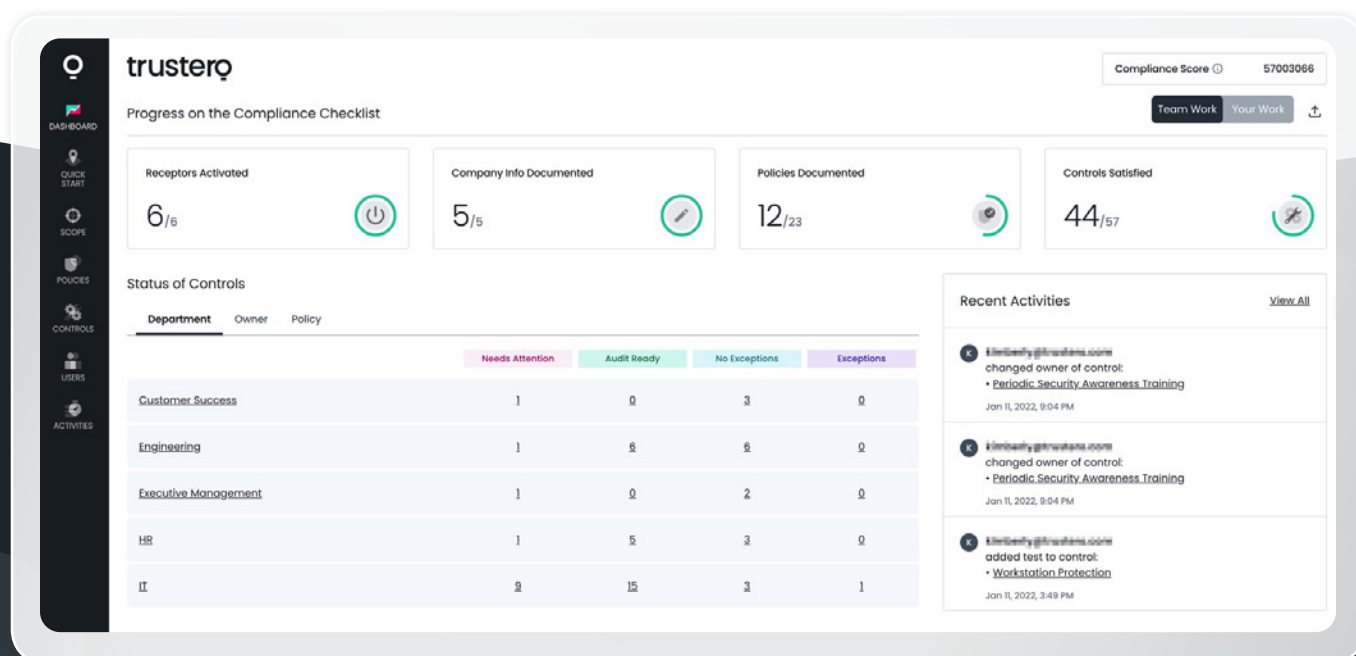 trustero
Compliance Score 57003066
DASHBOARD
Progress on the Compliance Checklist
Team Work Your Work
QUICK
START
SCOPE
POLICIES
CONTROLS
USERS
ACTIVITIES
Receptors Activated
6/6
Company Info Documented
5/5
Policies Documented
12/23
Controls Satisfied
44/57
Status of Controls
Department Owner Policy
Needs Attention Audit Ready No Exceptions Exceptions
Customer Success 1 0 3 0
Engineering 1 6 6 0
Executive Management 1 0 2 0
HR 1 5 3 0
IT 9 15 3 1
Recent Activities View All
K
changed owner of control:
• Periodic Security Awareness Training
Jan 11, 2022, 9:04 PM
K
changed owner of control:
• Periodic Security Awareness Training
Jan 11, 2022, 9:04 PM
K
added test to control:
• Workstation Protection
Jan 11, 2022, 3:49 PM